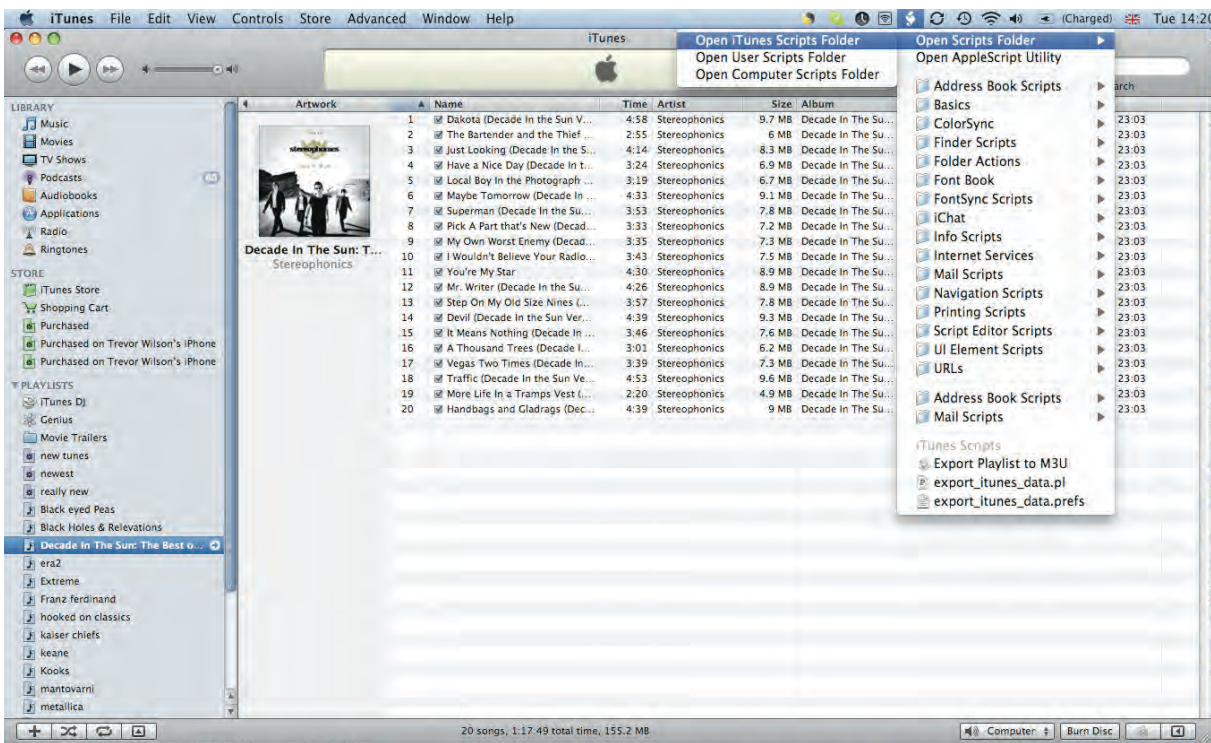 iTunes File Edit View Controls Store Advanced Window Help (Charged) Tue 14:20
iTunes
Open iTunes Scripts Folder
Open User Scripts Folder
Open Computer Scripts Folder
Open Scripts Folder
Open AppleScript Utility
Address Book Scripts
Basics
ColorSync
Finder Scripts
Folder Actions
Font Book
FontSync Scripts
iChat
Info Scripts
Internet Services
Mail Scripts
Navigation Scripts
Printing Scripts
Script Editor Scripts
UI Element Scripts
URLs
Address Book Scripts
Mail Scripts
iTunes Scripts
Export Playlist to M3U
export_itunes_data.pl
export_itunes_data.prefs
arch
LIBRARY
Music
Movies
TV Shows
Podcasts
Audiobooks
Applications
Radio
Ringtones
STORE
iTunes Store
Shopping Cart
Purchased
Purchased on Trevor Wilson's iPhone
Purchased on Trevor Wilson's iPhone
PLAYLISTS
iTunes DJ
Genius
Movie Trailers
new tunes
newest
really new
Black eyed Peas
Black Holes & Relevations
Decade In The Sun: The Best o...
era2
Extreme
Franz ferdinand
hooked on classics
kaiser chiefs
keane
Kooks
mantovarni
metallica
Artwork Name Time Artist Size Album
stereophonics
Decade In The Sun: T...
Stereophonics
1 Dakota (Decade In the Sun V... 4:58 Stereophonics 9.7 MB Decade In The Su... 23:03
2 The Bartender and the Thief ... 2:55 Stereophonics 6 MB Decade In The Su... 23:03
3 Just Looking (Decade In the S... 4:14 Stereophonics 8.3 MB Decade In The Su... 23:03
4 Have a Nice Day (Decade In t... 3:24 Stereophonics 6.9 MB Decade In The Su... 23:03
5 Local Boy In the Photograph ... 3:19 Stereophonics 6.7 MB Decade In The Su... 23:03
6 Maybe Tomorrow (Decade In ... 4:33 Stereophonics 9.1 MB Decade In The Su... 23:03
7 Superman (Decade In the Su... 3:53 Stereophonics 7.8 MB Decade In The Su... 23:03
8 Pick A Part that's New (Decad... 3:33 Stereophonics 7.2 MB Decade In The Su... 23:03
9 My Own Worst Enemy (Decad... 3:35 Stereophonics 7.3 MB Decade In The Su... 23:03
10 I Wouldn't Believe Your Radio... 3:43 Stereophonics 7.5 MB Decade In The Su... 23:03
11 You're My Star 4:30 Stereophonics 8.9 MB Decade In The Su... 23:03
12 Mr. Writer (Decade In the Su... 4:26 Stereophonics 8.9 MB Decade In The Su... 23:03
13 Step On My Old Size Nines (... 3:57 Stereophonics 7.8 MB Decade In The Su... 23:03
14 Devil (Decade In the Sun Ver... 4:39 Stereophonics 9.3 MB Decade In The Su... 23:03
15 It Means Nothing (Decade In ... 3:46 Stereophonics 7.6 MB Decade In The Su... 23:03
16 A Thousand Trees (Decade I... 3:01 Stereophonics 6.2 MB Decade In The Su... 23:03
17 Vegas Two Times (Decade In... 3:39 Stereophonics 7.3 MB Decade In The Su... 23:03
18 Traffic (Decade In the Sun Ve... 4:53 Stereophonics 9.6 MB Decade In The Su... 23:03
19 More Life In a Tramps Vest (... 2:20 Stereophonics 4.9 MB Decade In The Su... 23:03
20 Handbags and Gladrags (Dec... 4:39 Stereophonics 9 MB Decade In The Su... 23:03
20 songs, 1:17:49 total time, 155.2 MB
Computer
Burn Disc